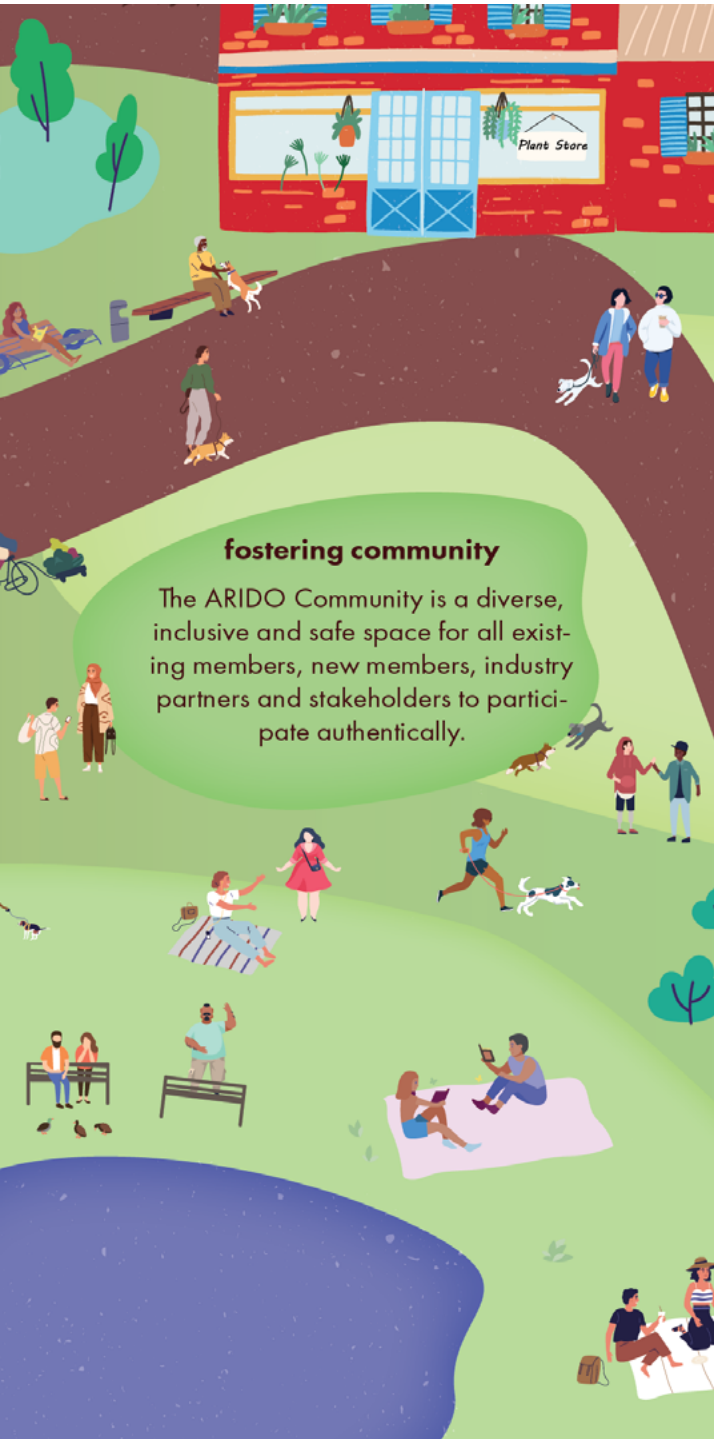 Plant Store
fostering community
The ARIDO Community is a diverse,
inclusive and safe space for all exist-
ing members, new members, industry
partners and stakeholders to partici-
pate authentically.